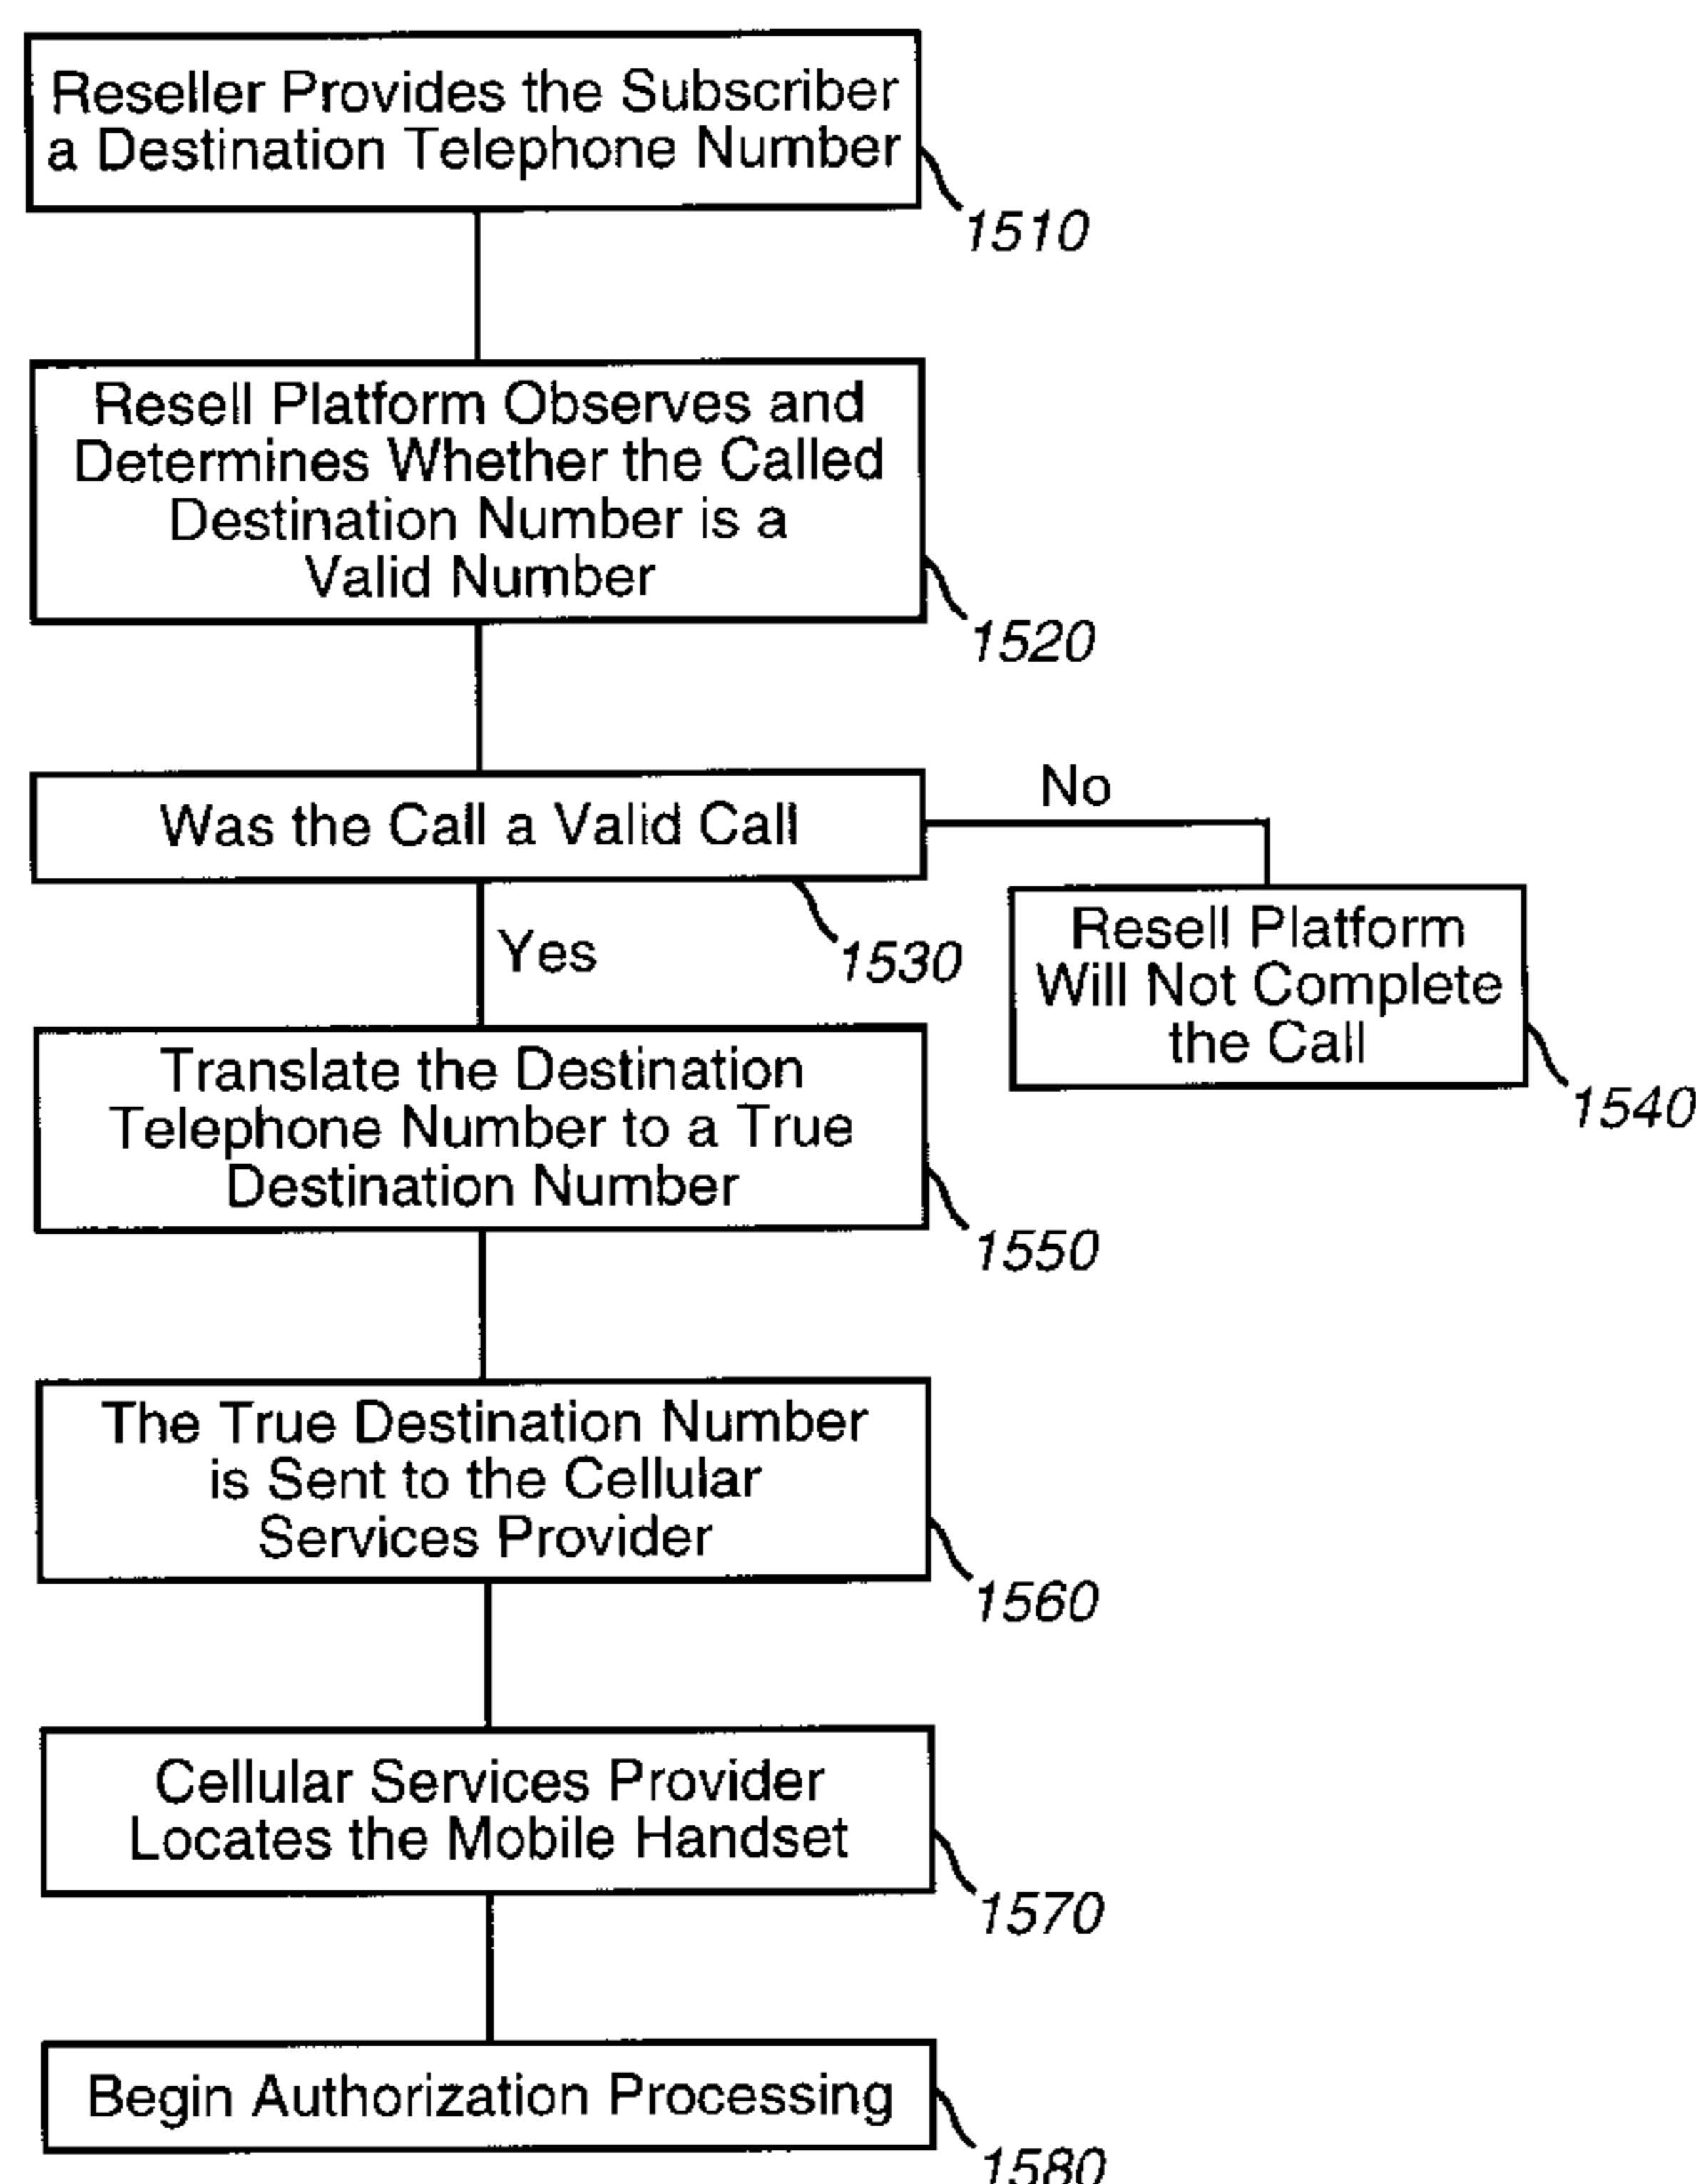 Reseller Provides the Subscriber
a Destination Telephone Number
1510
Resell Platform Observes and
Determines Whether the Called
Destination Number is a
Valid Number
1520
Was the Call a Valid Call
1530
No
Resell Platform
Will Not Complete
the Call
1540
Yes
Translate the Destination
Telephone Number to a True
Destination Number
1550
The True Destination Number
is Sent to the Cellular
Services Provider
1560
Cellular Services Provider
Locates the Mobile Handset
1570
Begin Authorization Processing
1580